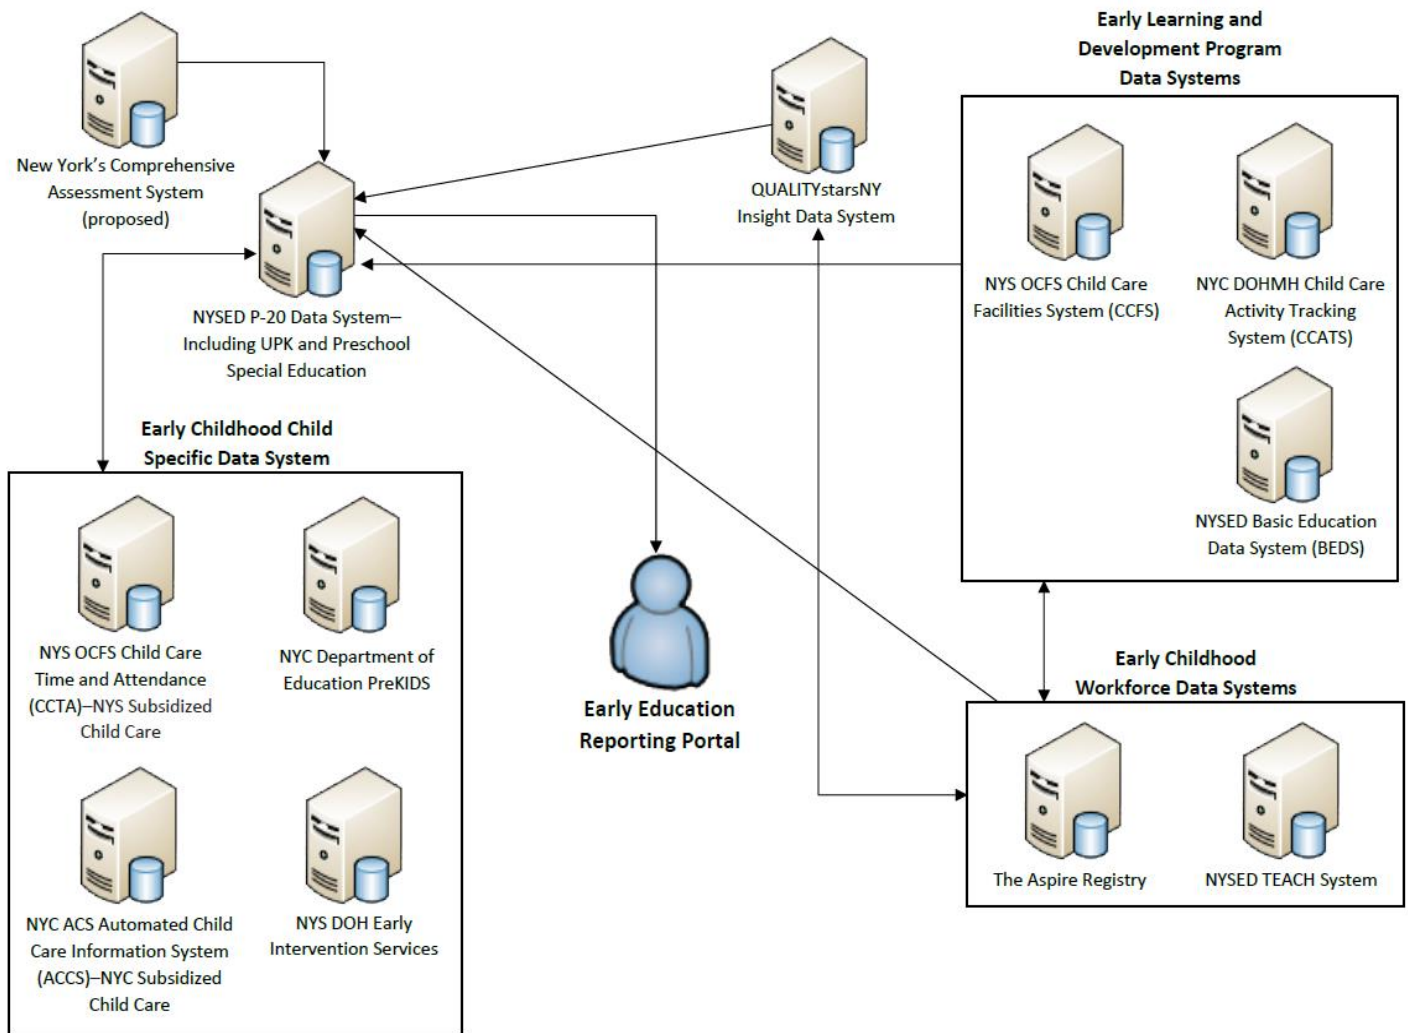 Early Learning and
Development Program
Data Systems
New York’s Comprehensive
Assessment System
(proposed)
QUALITYstarsNY
Insight Data System
NYS OCFS Child Care
Facilities System (CCFS)
NYC DOHMH Child Care
Activity Tracking
System (CCATS)
NYSED P-20 Data System–
Including UPK and Preschool
Special Education
NYSED Basic Education
Data System (BEDS)
Early Childhood Child
Specific Data System
NYS OCFS Child Care
Time and Attendance
(CCTA)–NYS Subsidized
Child Care
NYC Department of
Education PreKIDS
NYC ACS Automated Child
Care Information System
(ACCS)–NYC Subsidized
Child Care
NYS DOH Early
Intervention Services
Early Education
Reporting Portal
Early Childhood
Workforce Data Systems
The Aspire Registry
NYSED TEACH System